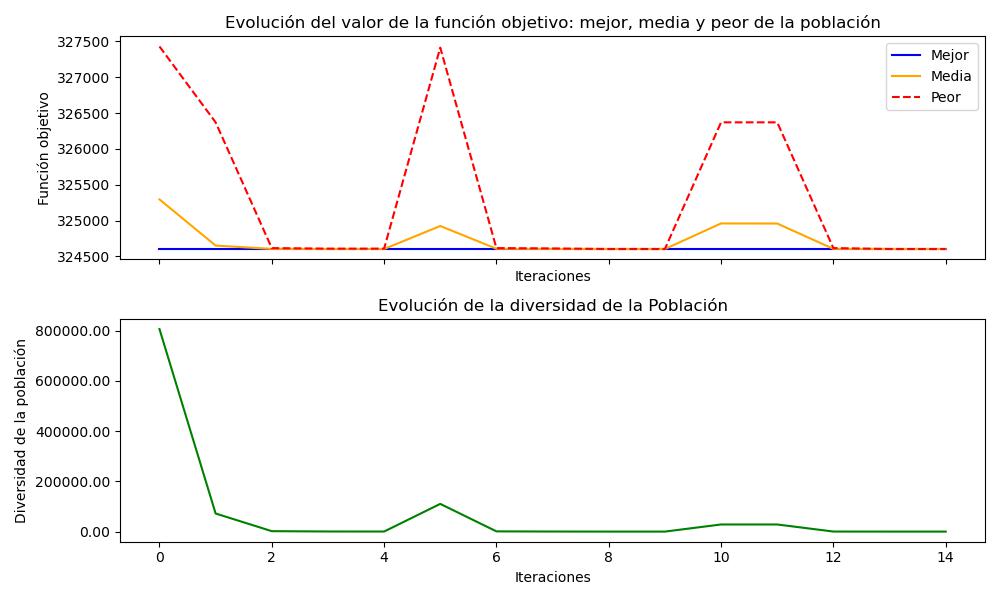 Evolución del valor de la función objetivo: mejor, media y peor de la población
327500
327000
326500
326000
325500
325000
324500
Función objetivo
Mejor
Media
Peor
Iteraciones
Evolución de la diversidad de la Población
800000.00
600000.00
400000.00
200000.00
0.00
Diversidad de la población
0 2 4 6 8 10 12 14
Iteraciones